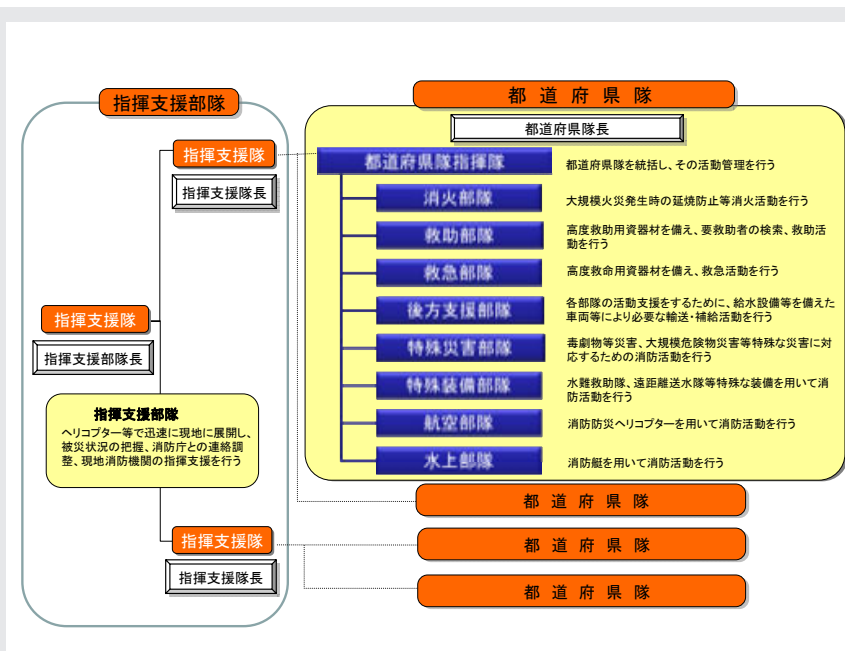 指揮支援部隊
指揮支援隊
指揮支援隊長
指揮支援隊
指揮支援部隊長
指揮支援部隊
ヘリコプター等で迅速に現地に展開し、
被災状況の把握、消防庁との連絡調
整、現地消防機関の指揮支援を行う
指揮支援隊
指揮支援隊長
都道府県隊
都道府県隊長
都道府県隊指揮隊
都道府県隊を統括し、その活動管理を行う
消火部隊
大規模火災発生時の延焼防止等消火活動を行う
救助部隊
高度救助用資器材を備え、要救助者の検索、救助活
動を行う
救急部隊
高度救命用資器材を備え、救急活動を行う
後方支援部隊
各部隊の活動支援をするために、給水設備等を備えた
車両等により必要な輸送・補給活動を行う
特殊災害部隊
毒劇物等災害、大規模危険物災害等特殊な災害に対
応するための消防活動を行う
特殊装備部隊
水難救助隊、遠距離送水隊等特殊な装備を用いて消
防活動を行う
航空部隊
消防防災ヘリコプターを用いて消防活動を行う
水上部隊
消防艇を用いて消防活動を行う
都道府県隊
都道府県隊
都道府県隊